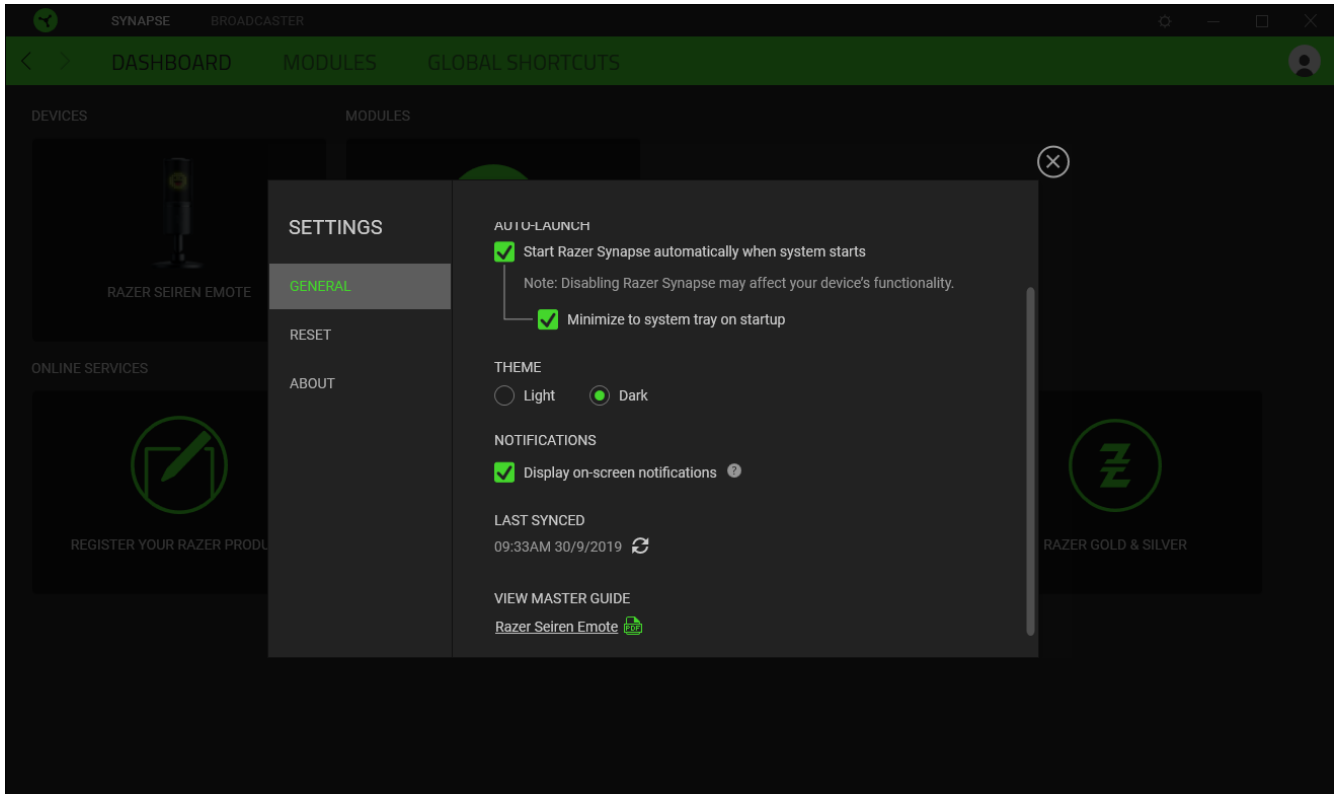 SYNAPSE BROADCASTER
DASHBOARD MODULES GLOBAL SHORTCUTS
DEVICES MODULES
RAZER SEIREN EMOTE
ONLINE SERVICES
REGISTER YOUR RAZER PRODU
RAZER GOLD & SILVER
SETTINGS
GENERAL
RESET
ABOUT
AUTO-LAUNCH
Start Razer Synapse automatically when system starts
Note: Disabling Razer Synapse may affect your device’s functionality.
Minimize to system tray on startup
THEME
Light Dark
NOTIFICATIONS
Display on-screen notifications ?
LAST SYNCED
09:33AM 30/9/2019
VIEW MASTER GUIDE
Razer Seiren Emote PDF